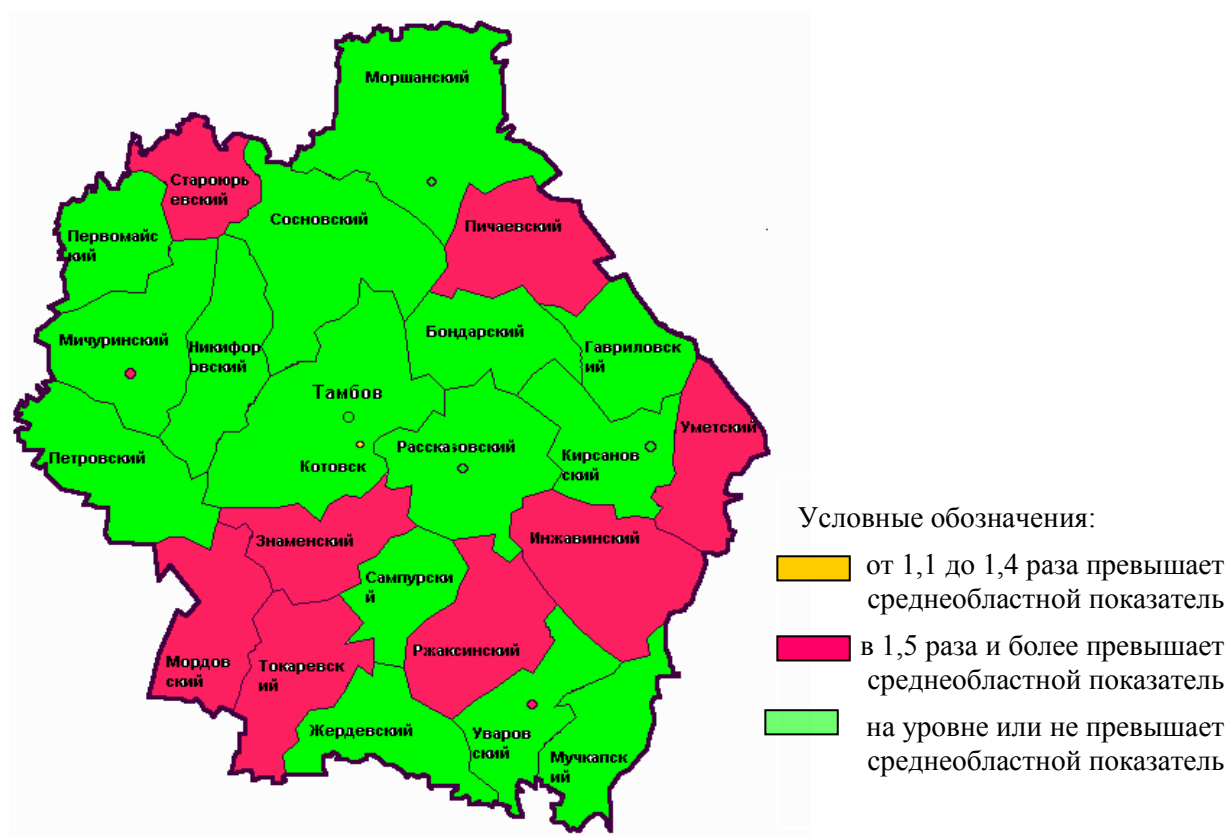 Моршанский
Староюрь
евский
Сосновский
Пичаевский
Первомайс
кий
Мичуринский
Никифор
ровский
Бондарский
Гавриловск
ий
Тамбов
Уметский
Петровский
Котовск
Рассказовский
Кирсанов
ский
Знаменский
Инжавинский
Сампурски
й
Мордов
ский
Токаревск
ий
Ржаксинский
Жердевский
Уваров
ский
Мучкапск
ий
Условные обозначения:
от 1,1 до 1,4 раза превышает
среднеобластной показатель
в 1,5 раза и более превышает
среднеобластной показатель
на уровне или не превышает
среднеобластной показатель